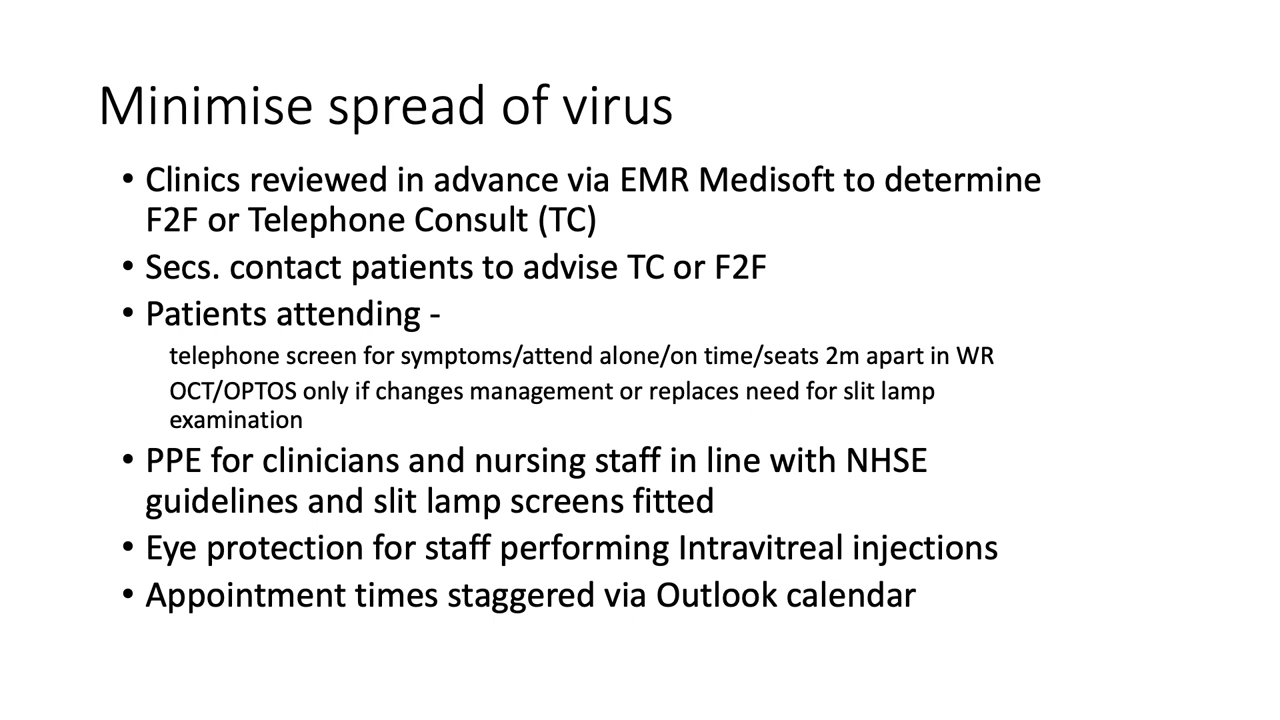 Minimise spread of virus
• Clinics reviewed in advance via EMR Medisoft to determine
F2F or Telephone Consult (TC)
• Secs. contact patients to advise TC or F2F
• Patients attending -
telephone screen for symptoms/attend alone/on time/seats 2m apart in WR
OCT/OPTOS only if changes management or replaces need for slit lamp
examination
• PPE for clinicians and nursing staff in line with NHSE
guidelines and slit lamp screens fitted
• Eye protection for staff performing Intravitreal injections
• Appointment times staggered via Outlook calendar